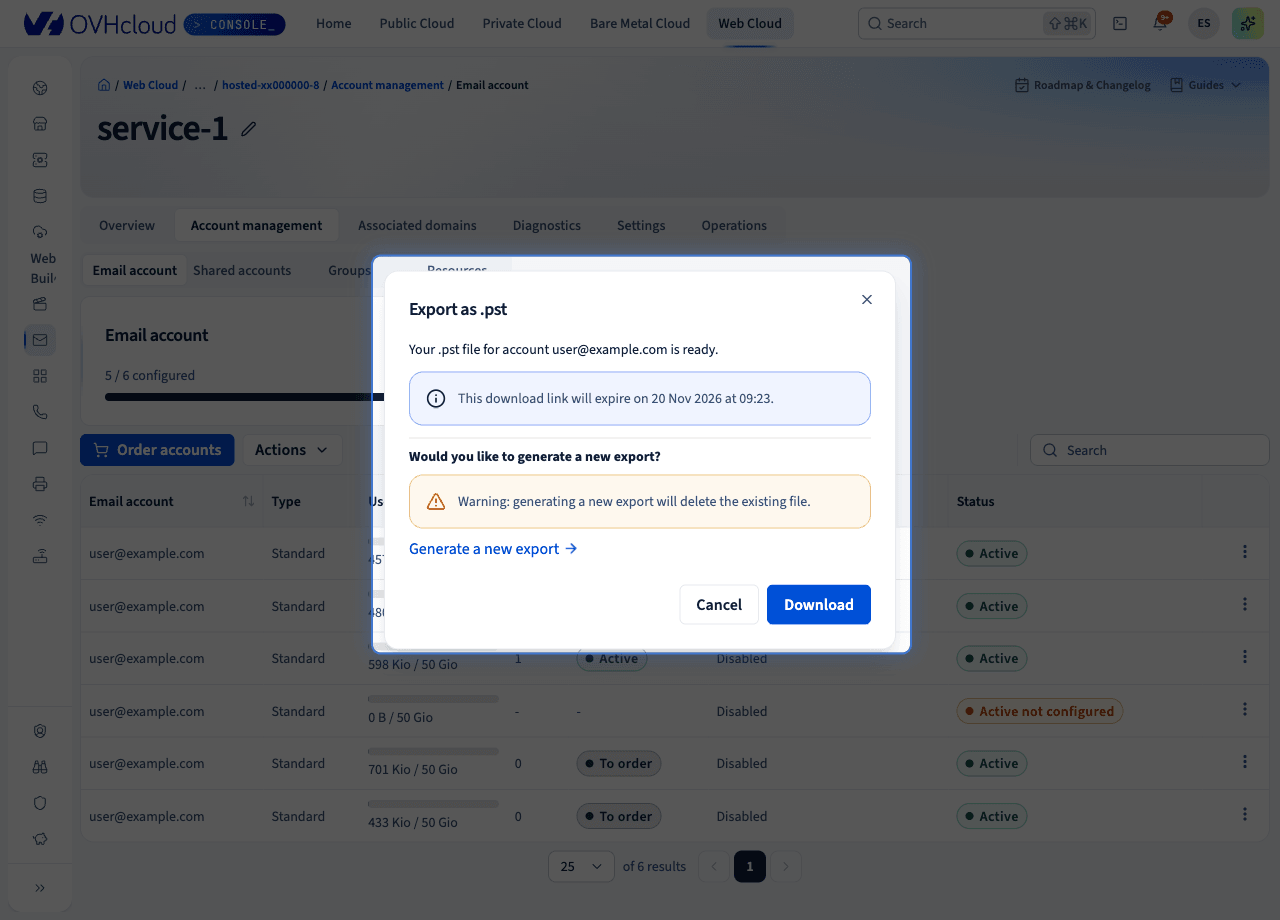 OVHcloud >CONSOLE_ Home Public Cloud Private Cloud Bare Metal Cloud Web Cloud Search ⇧⌘K 9+ ES
/ Web Cloud / ... / hosted-xx000000-8 / Account management / Email account Roadmap & Changelog Guides
service-1
Overview Account management Associated domains Diagnostics Settings Operations
Web
Email account Shared accounts Groups Resources
Export as .pst
Your .pst file for account user@example.com is ready.
This download link will expire on 20 Nov 2026 at 09:23.
Would you like to generate a new export?
Warning: generating a new export will delete the existing file.
Generate a new export →
Cancel Download
Email account
5 / 6 configured
Order accounts Actions Search
Email account Type Status
user@example.com Standard Active
user@example.com Standard Active
user@example.com Standard 598 Kio / 50 Gio 1 Active Disabled Active
user@example.com Standard 0 B / 50 Gio - - Disabled Active not configured
user@example.com Standard 701 Kio / 50 Gio 0 To order Disabled Active
user@example.com Standard 433 Kio / 50 Gio 0 To order Disabled Active
25 of 6 results 1